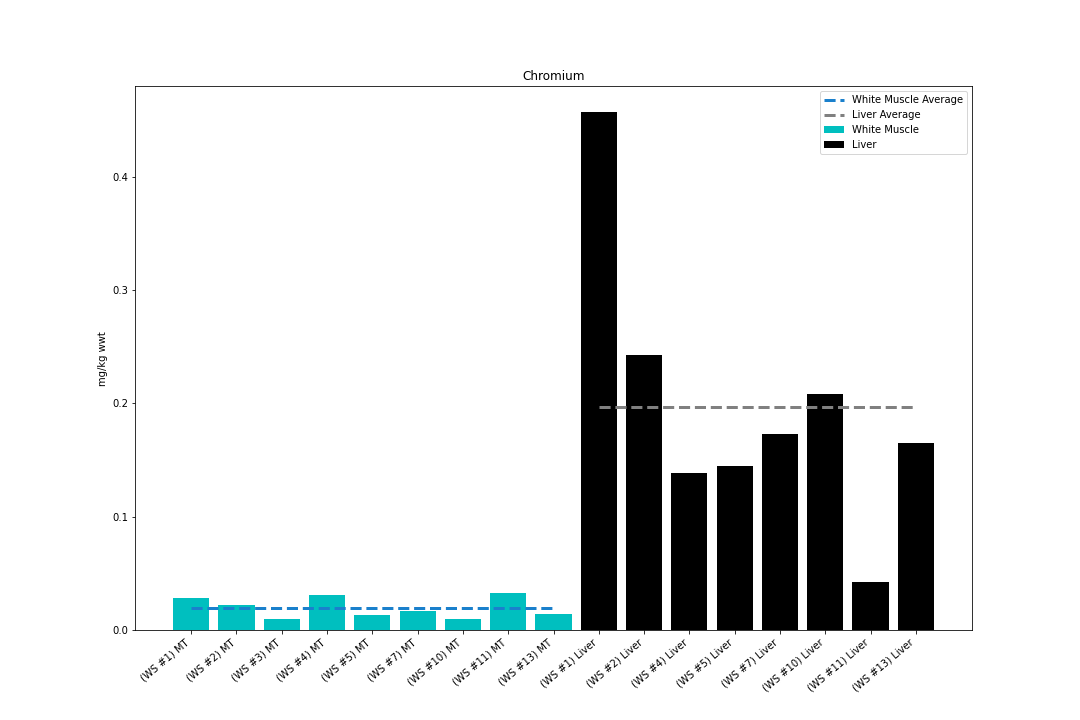 Chromium
White Muscle Average
Liver Average
White Muscle
Liver
mg/kg wwt
0.4
0.3
0.2
0.1
0.0
(WS #1) MT
(WS #2) MT
(WS #3) MT
(WS #4) MT
(WS #5) MT
(WS #7) MT
(WS #10) MT
(WS #11) MT
(WS #13) MT
(WS #1) Liver
(WS #2) Liver
(WS #4) Liver
(WS #5) Liver
(WS #7) Liver
(WS #10) Liver
(WS #11) Liver
(WS #13) Liver